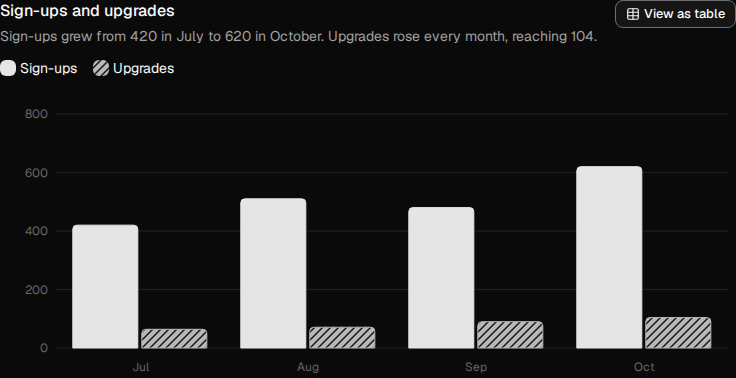 Sign-ups and upgrades
View as table
Sign-ups grew from 420 in July to 620 in October. Upgrades rose every month, reaching 104.
Sign-ups
Upgrades
800
600
400
200
0
Jul
Aug
Sep
Oct